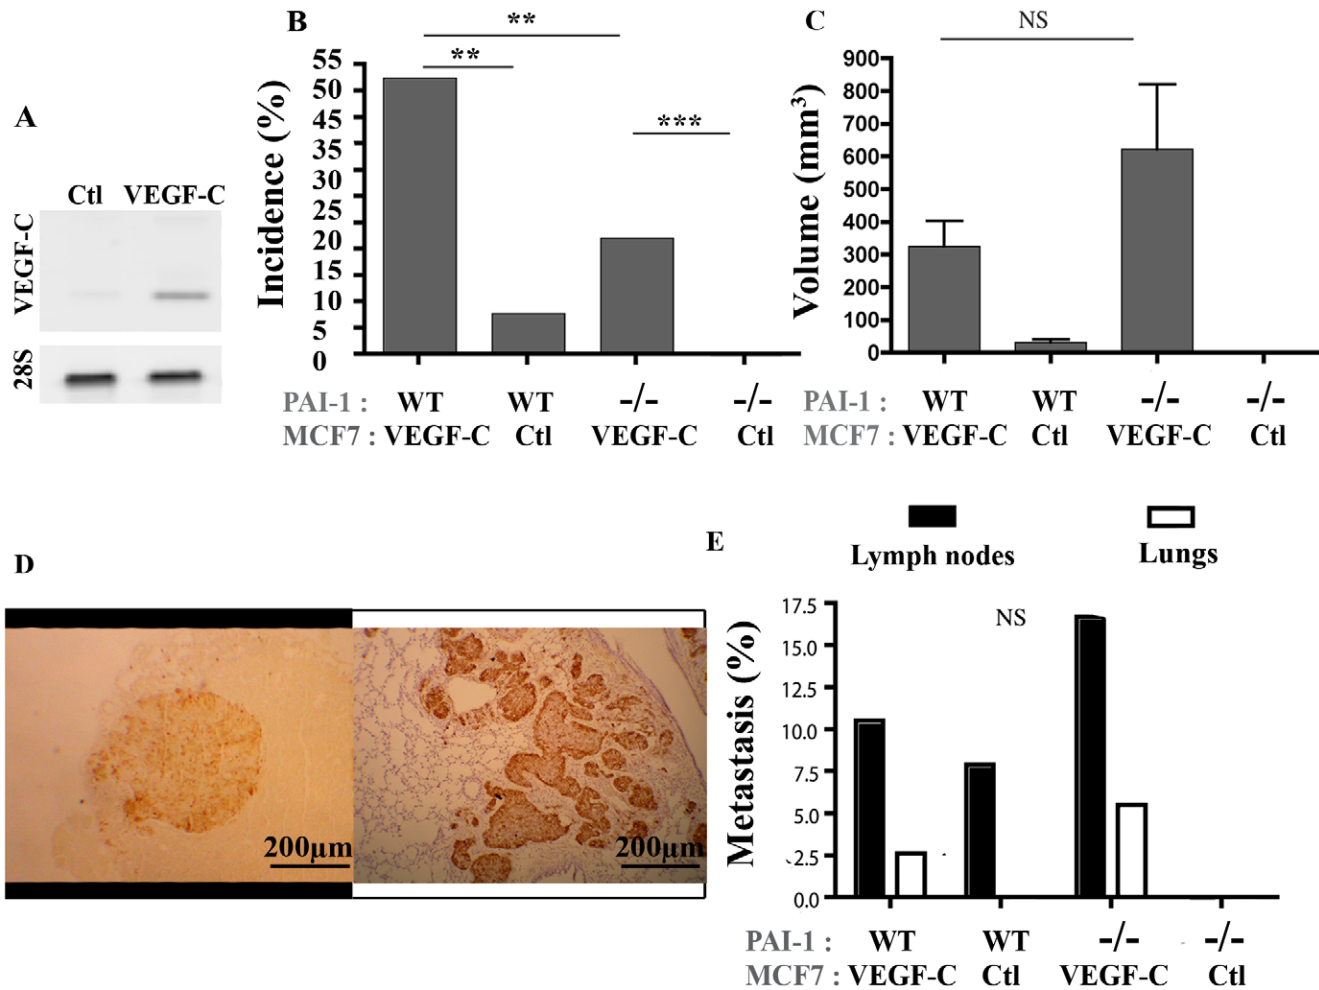 A
Ctl VEGF-C
VEGF-C
28S
B
**
**
***
Incidence (%)
55
50
45
35
30
30
25
20
15
10
5
0
PAI-1 : WT WT -/- -/-
MCF7 : VEGF-C Ctl VEGF-C Ctl
C
NS
Volume (mm³)
900
800
700
600
500
400
300
200
100
0
PAI-1 : WT WT -/- -/-
MCF7 : VEGF-C Ctl VEGF-C Ctl
D
200μm
200μm
E
Lymph nodes
Lungs
NS
Metastasis (%)
17.5
15.0
12.5
10.0
7.5
5.0
2.5
0.0
PAI-1 : WT WT -/- -/-
MCF7 : VEGF-C Ctl VEGF-C Ctl